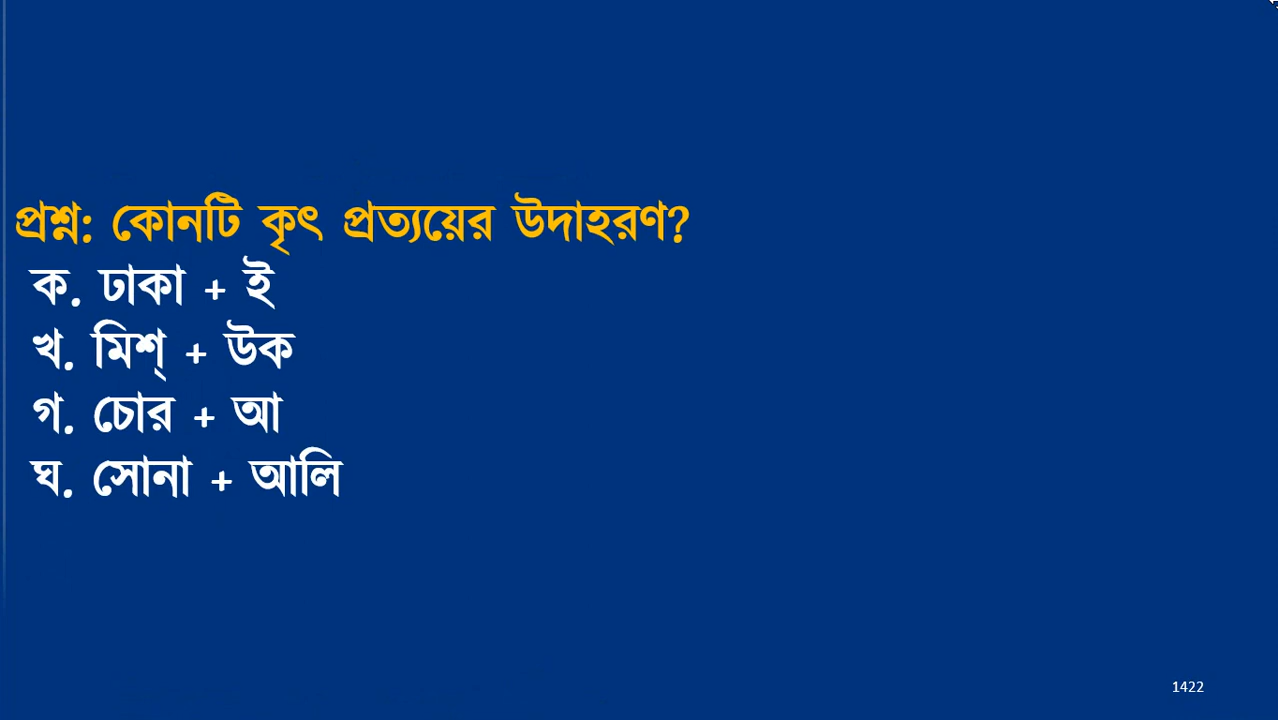 প্রশ্ন: কোনটি কৃৎ প্রত্যয়ের উদাহরণ?
ক. ঢাকা + ই
খ. মিশ্ + উক
গ. চোর + আ
ঘ. সোনা + আলি
1422